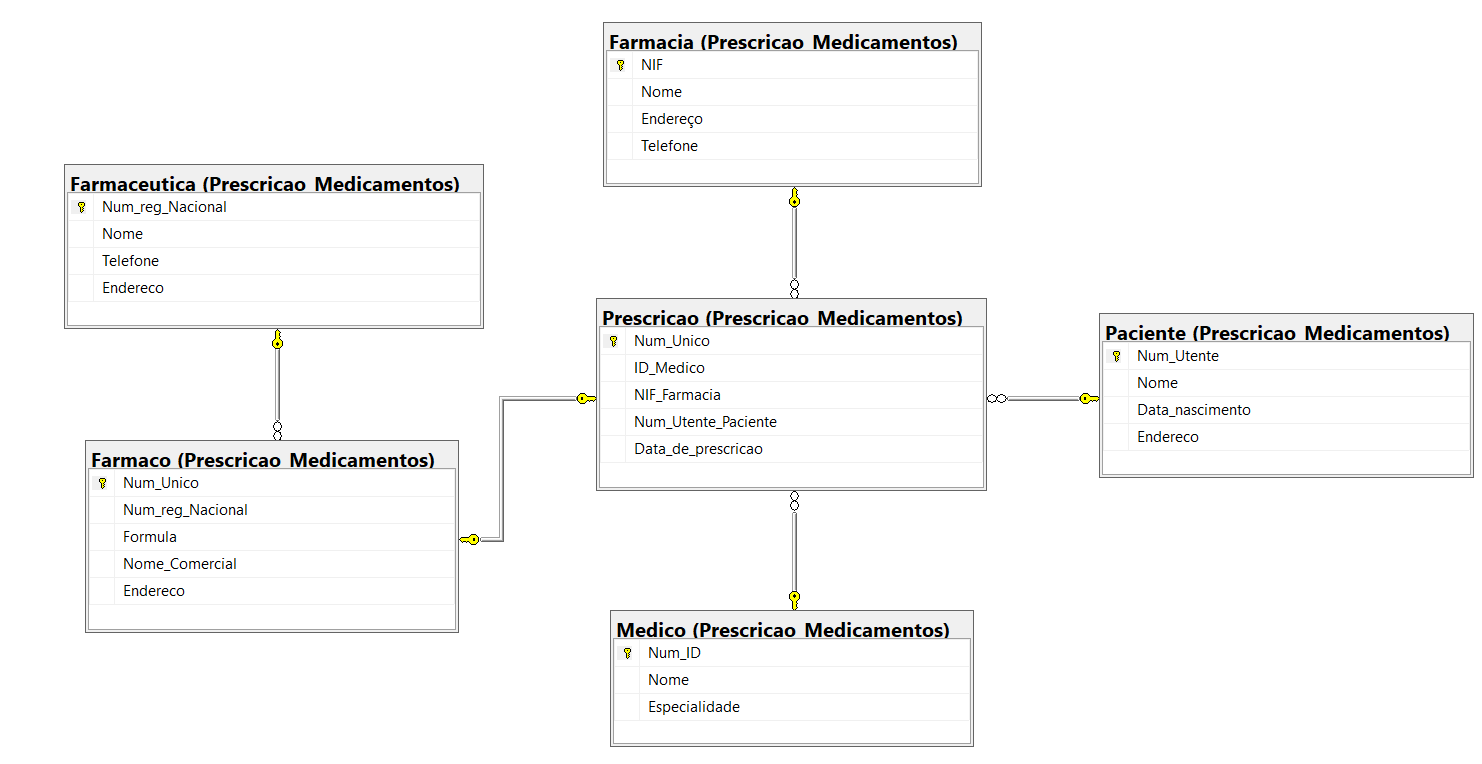 Farmacia (Prescricao_Medicamentos)
NIF
Nome
Endereço
Telefone
Farmaceutica (Prescricao_Medicamentos)
Num_reg_Nacional
Nome
Telefone
Endereco
Prescricao (Prescricao_Medicamentos)
Num_Unico
ID_Medico
NIF_Farmacia
Num_Utente_Paciente
Data_de_prescricao
Paciente (Prescricao_Medicamentos)
Num_Utente
Nome
Data_nascimento
Endereco
Farmaco (Prescricao_Medicamentos)
Num_Unico
Num_reg_Nacional
Formula
Nome_Comercial
Endereco
Medico (Prescricao_Medicamentos)
Num_ID
Nome
Especialidade